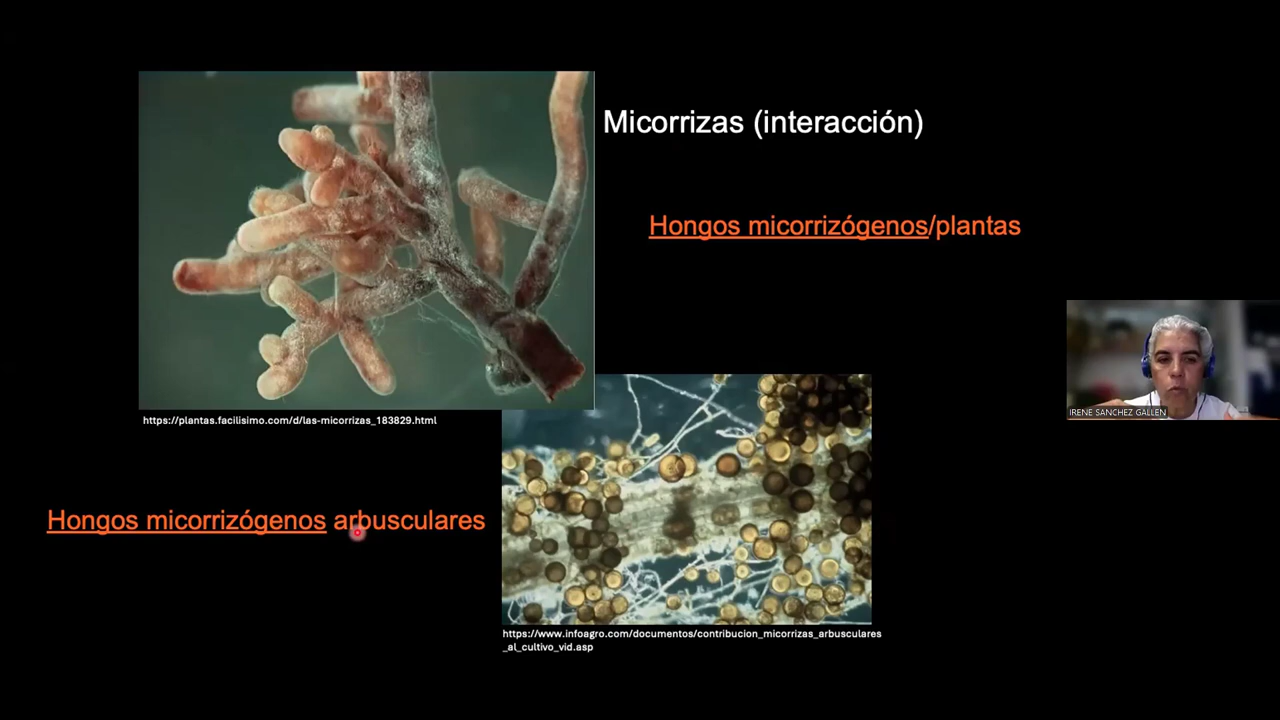 Micorrizas (interacción)
Hongos micorrizógenos/plantas
IRENE SANCHEZ GALLEN
https://plantas.facilisimo.com/d/las-micorrizas_183829.html
Hongos micorrizógenos arbusculares
https://www.infoagro.com/documentos/contribucion_micorrizas_arbusculares
_al_cultivo_vid.asp